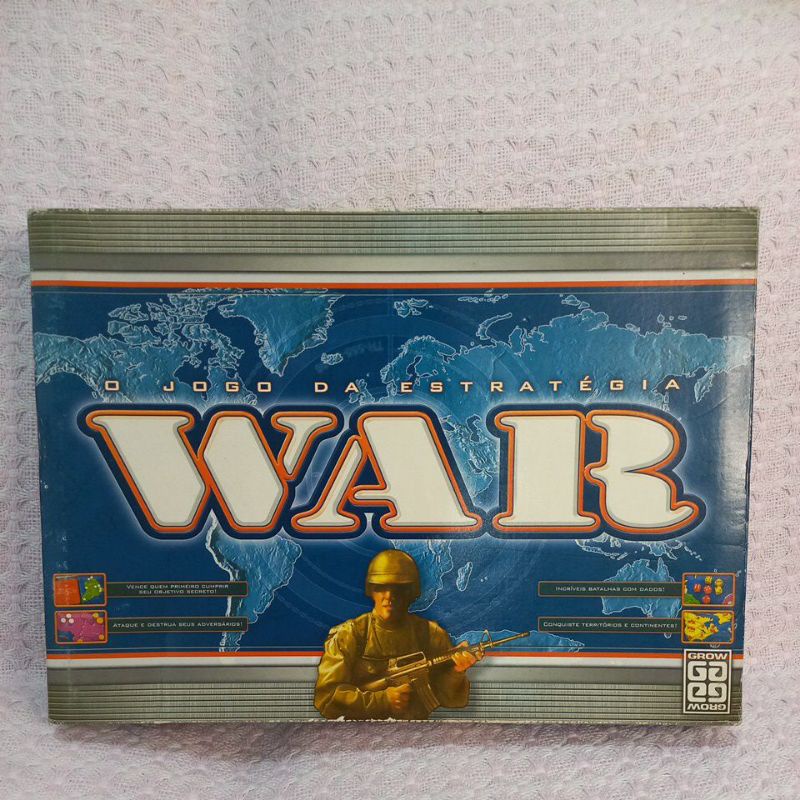 O JOGO DA ESTRATÉGIA
WAR
VENCE QUEM PRIMEIRO CUMPRIR
SEU OBJETIVO SECRETO!
ATAQUE E DESTRUA SEUS ADVERSÁRIOS!
INCRÍVEIS BATALHAS COM DADOS!
CONQUISTE TERRITÓRIOS E CONTINENTES!
GROW
GROW